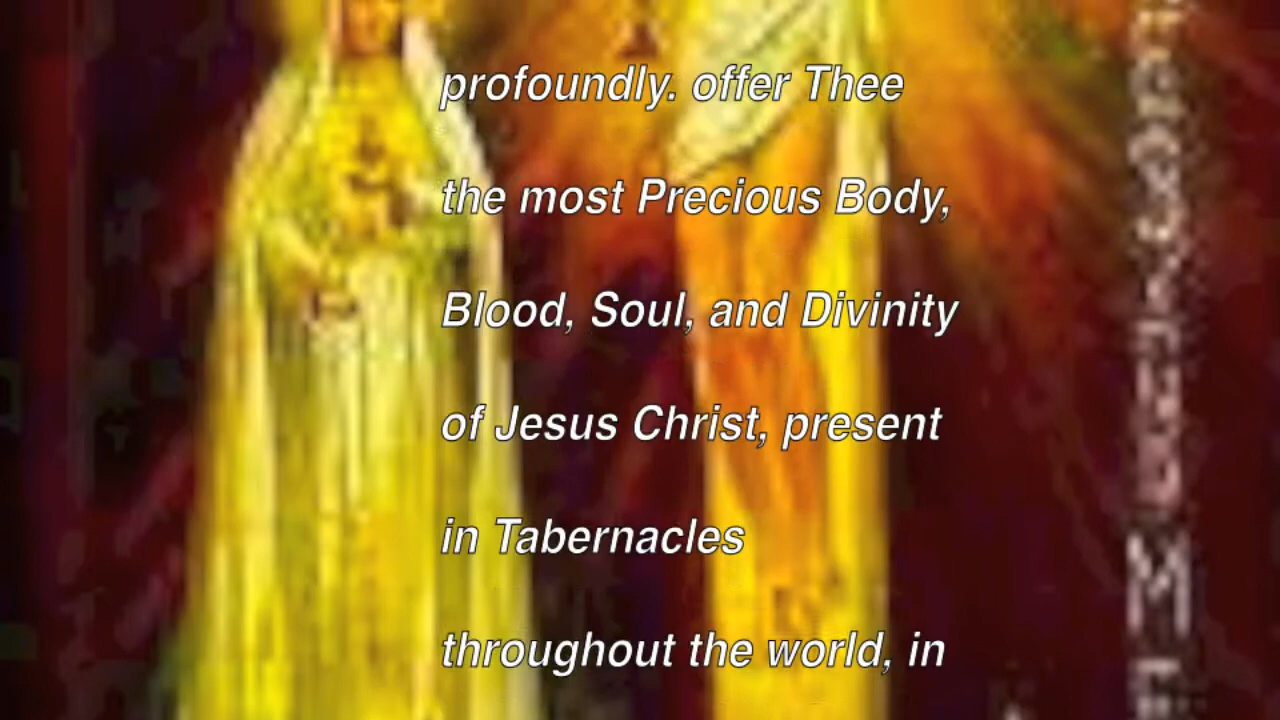 profoundly. offer Thee
the most Precious Body,
Blood, Soul, and Divinity
of Jesus Christ, present
in Tabernacles
throughout the world, in